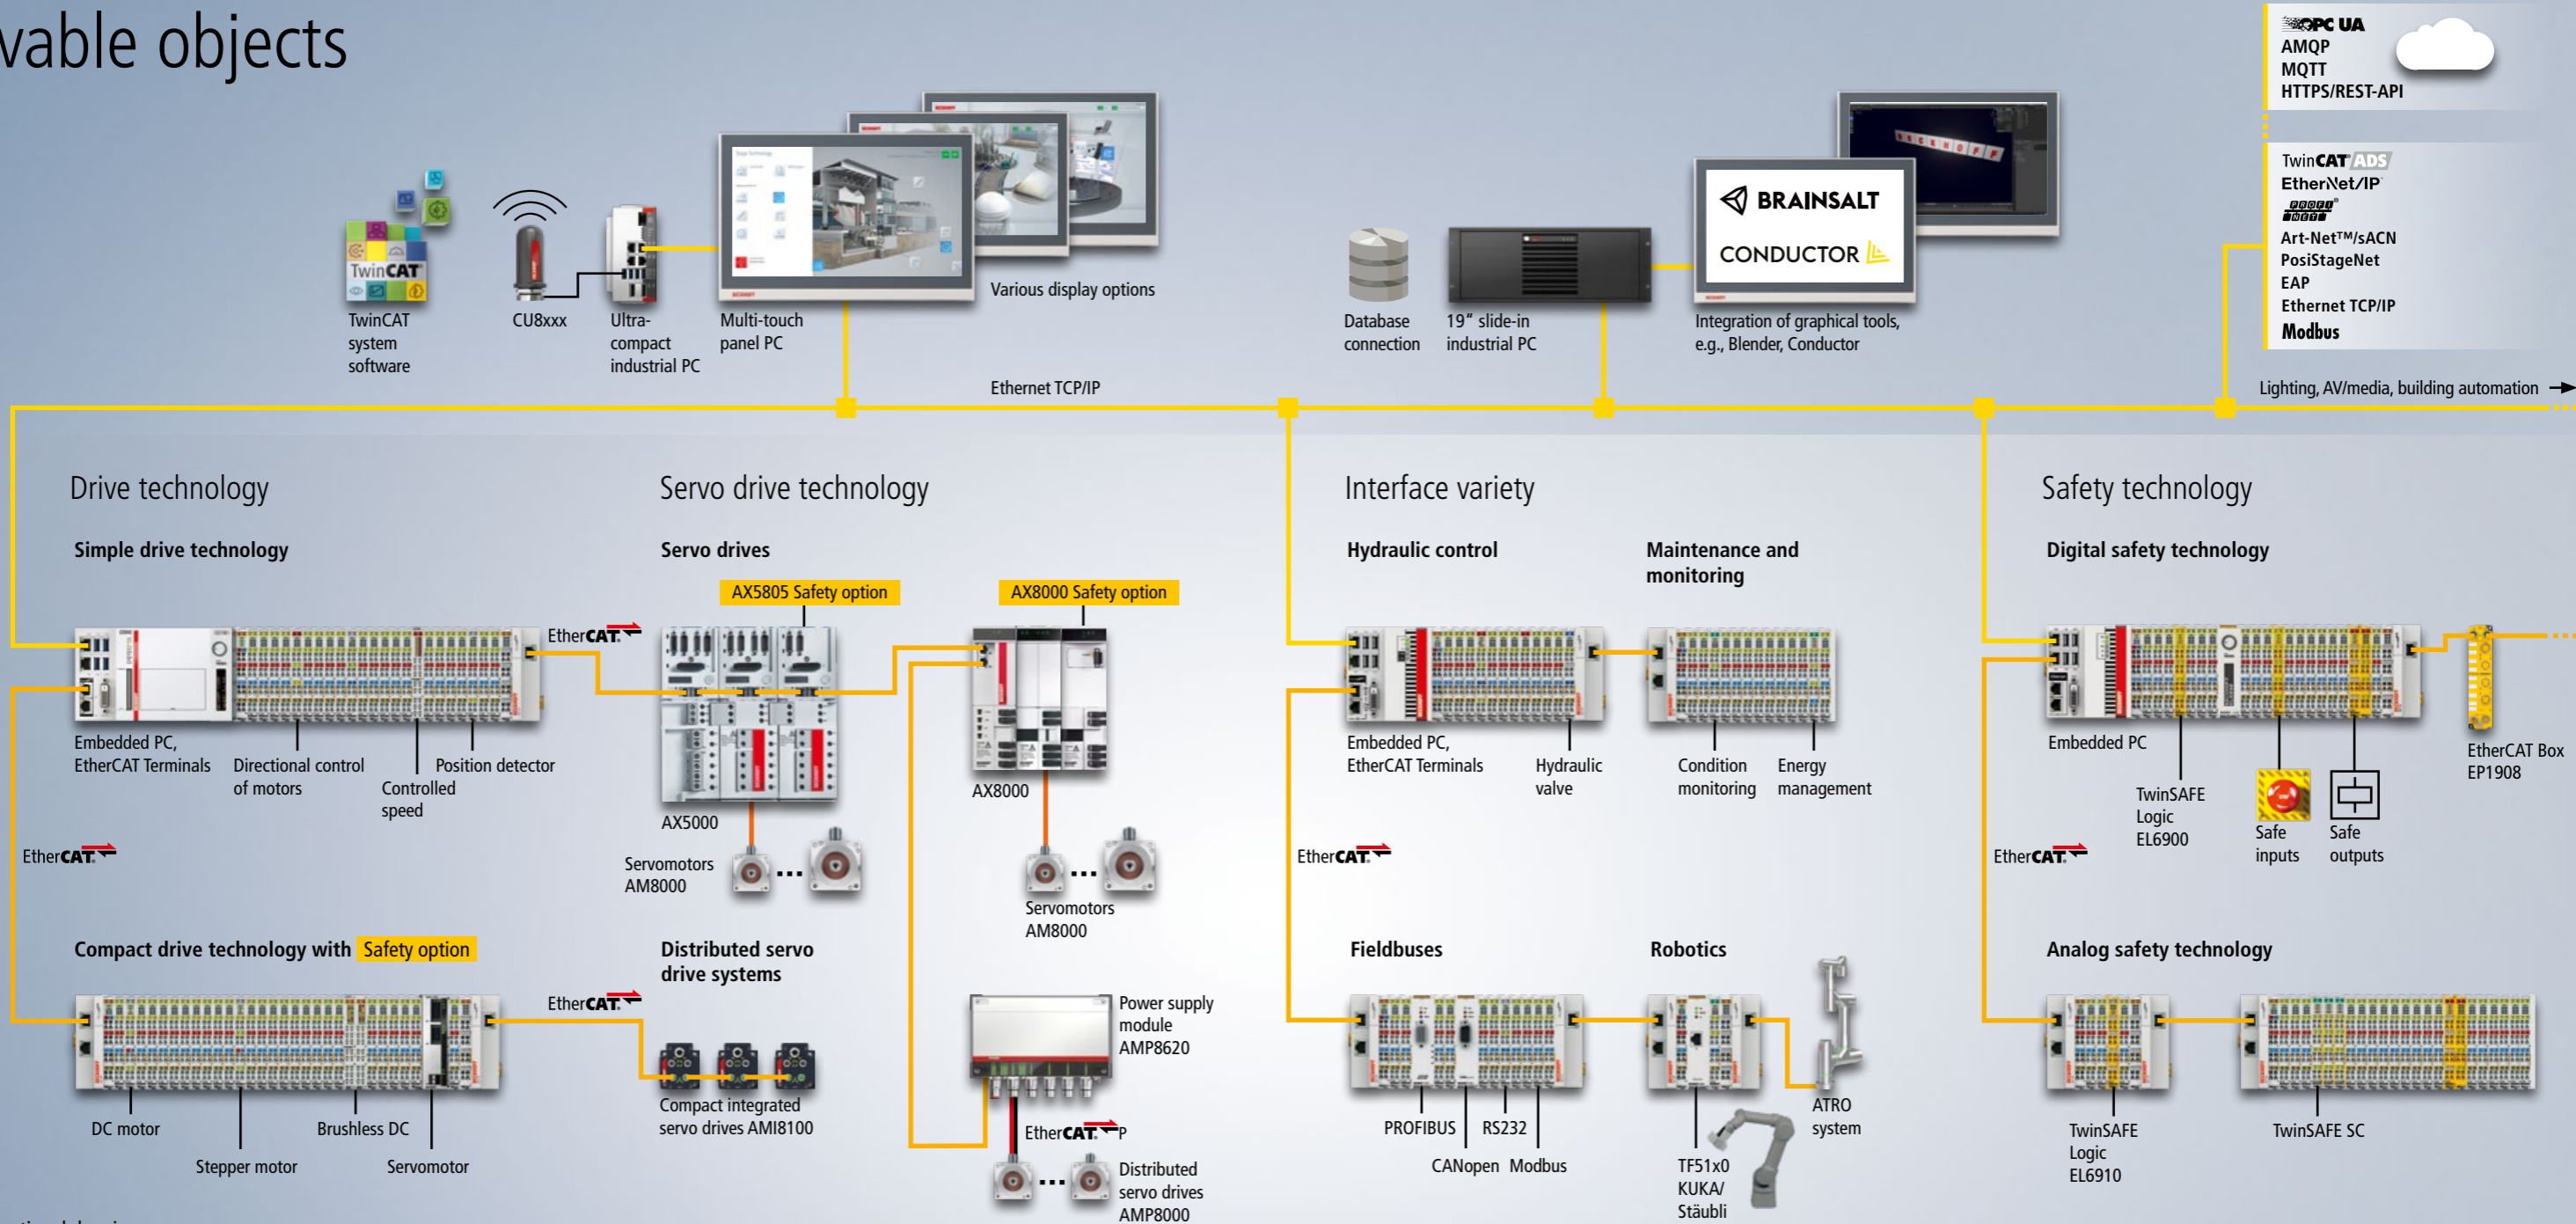 vable objects
OPC UA
AMQP
MQTT
HTTPS/REST-API
TwinCAT® ADS
EtherNet/IP
PROFI
NET®
Art-Net™/sACN
PosiStageNet
EAP
Ethernet TCP/IP
Modbus
Lighting, AV/media, building automation
TwinCAT®
TwinCAT
system
software
CU8xxx
Ultra-
compact
industrial PC
Multi-touch
panel PC
Various display options
Database
connection
19″ slide-in
industrial PC
BRAINSALT
CONDUCTOR
BECKHOFF
Integration of graphical tools,
e.g., Blender, Conductor
Ethernet TCP/IP
Drive technology
Simple drive technology
Embedded PC,
EtherCAT Terminals
Directional control
of motors
Controlled
speed
Position detector
EtherCAT®
EtherCAT®
Compact drive technology with Safety option
DC motor
Stepper motor
Brushless DC
Servomotor
EtherCAT®
Servo drive technology
Servo drives
AX5805 Safety option
AX8000 Safety option
AX5000
Servomotors
AM8000
AX8000
Servomotors
AM8000
Distributed servo
drive systems
Compact integrated
servo drives AMI8100
Power supply
module
AMP8620
EtherCAT® P
Distributed
servo drives
AMP8000
Interface variety
Hydraulic control
Embedded PC,
EtherCAT Terminals
Hydraulic
valve
Maintenance and
monitoring
Condition
monitoring
Energy
management
EtherCAT®
Fieldbuses
PROFIBUS
CANopen
RS232
Modbus
Robotics
TF51x0
KUKA/
Stäubli
ATRO
system
Safety technology
Digital safety technology
Embedded PC
TwinSAFE
Logic
EL6900
Safe
inputs
Safe
outputs
EtherCAT Box
EP1908
EtherCAT®
Analog safety technology
TwinSAFE
Logic
EL6910
TwinSAFE SC